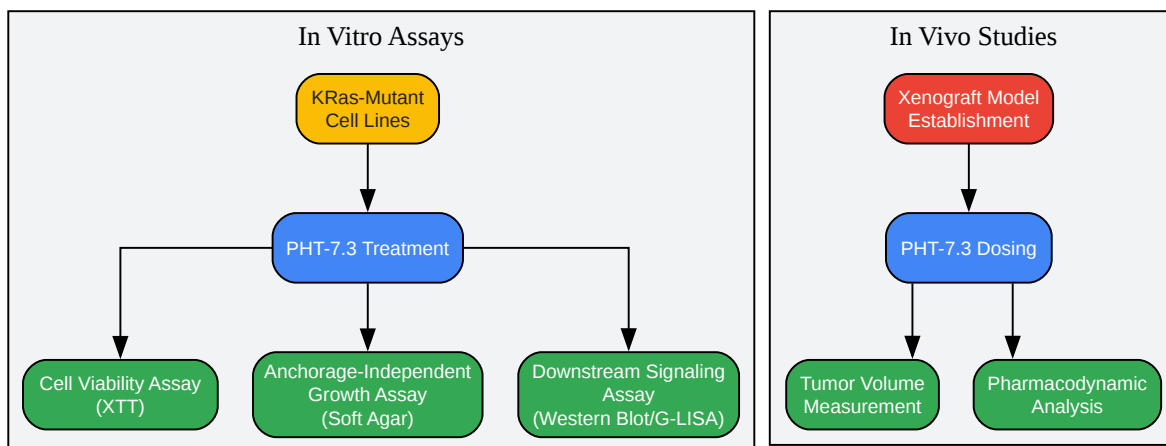 In Vitro Assays
KRas-Mutant
Cell Lines
PHT-7.3 Treatment
Cell Viability Assay
(XTT)
Anchorage-Independent
Growth Assay
(Soft Agar)
Downstream Signaling
Assay
(Western Blot/G-LISA)
In Vivo Studies
Xenograft Model
Establishment
PHT-7.3 Dosing
Tumor Volume
Measurement
Pharmacodynamic
Analysis